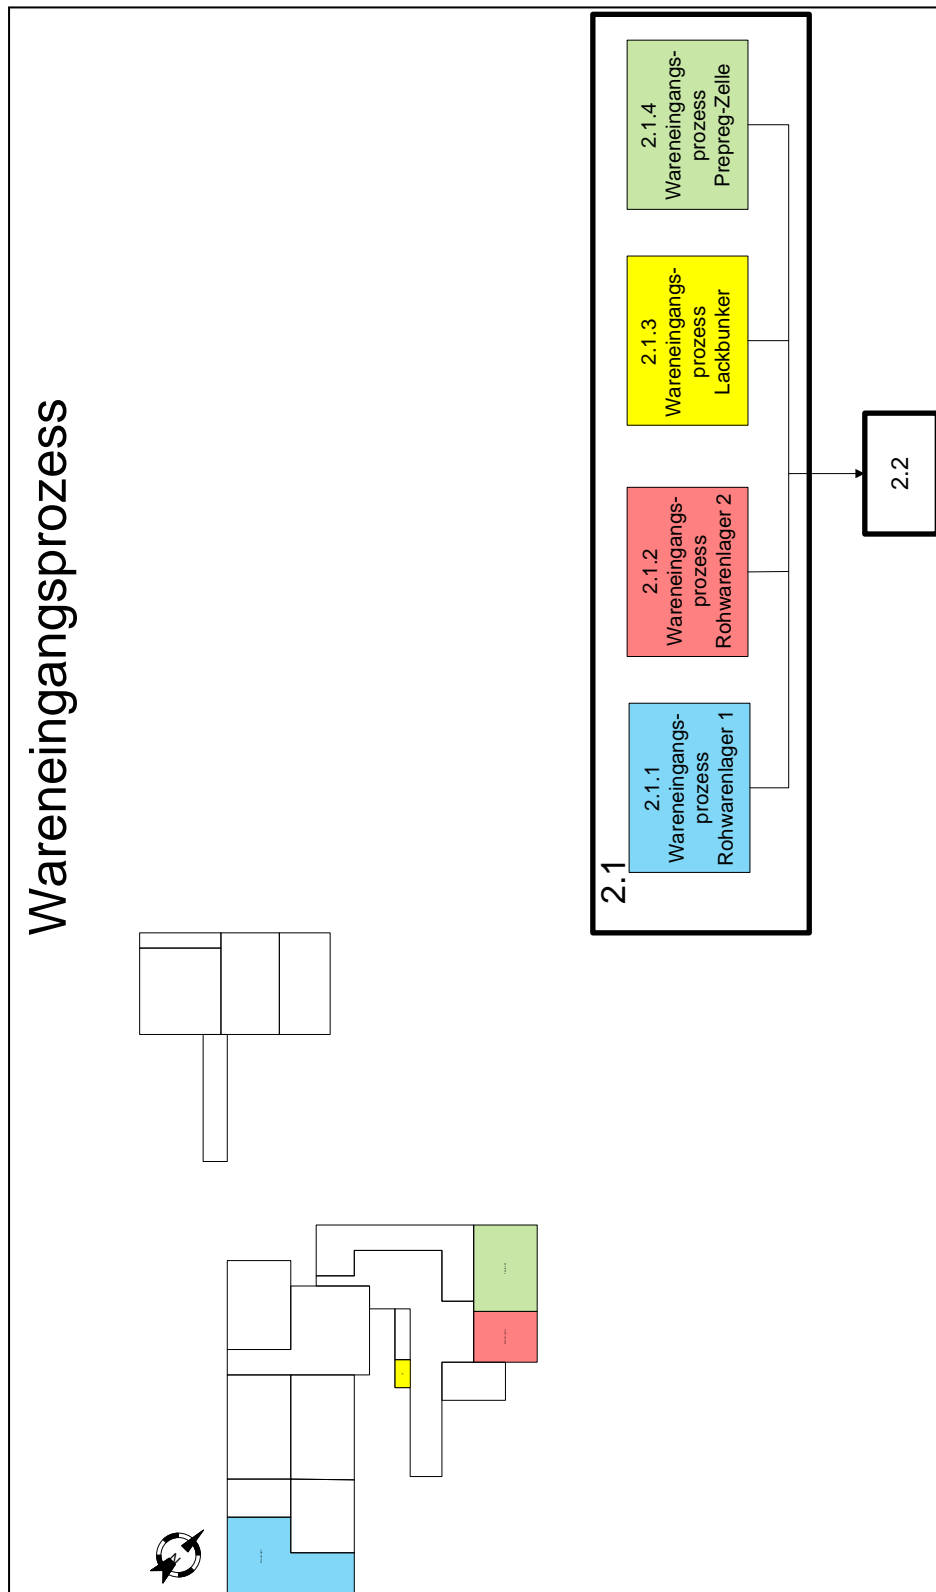 Wareneingangsprozess
2.1
2.1.1
Wareneingangs-
prozess
Rohwarenlager 1
2.1.2
Wareneingangs-
prozess
Rohwarenlager 2
2.1.3
Wareneingangs-
prozess
Lackbunker
2.1.4
Wareneingangs-
prozess
Prepreg-Zelle
2.2